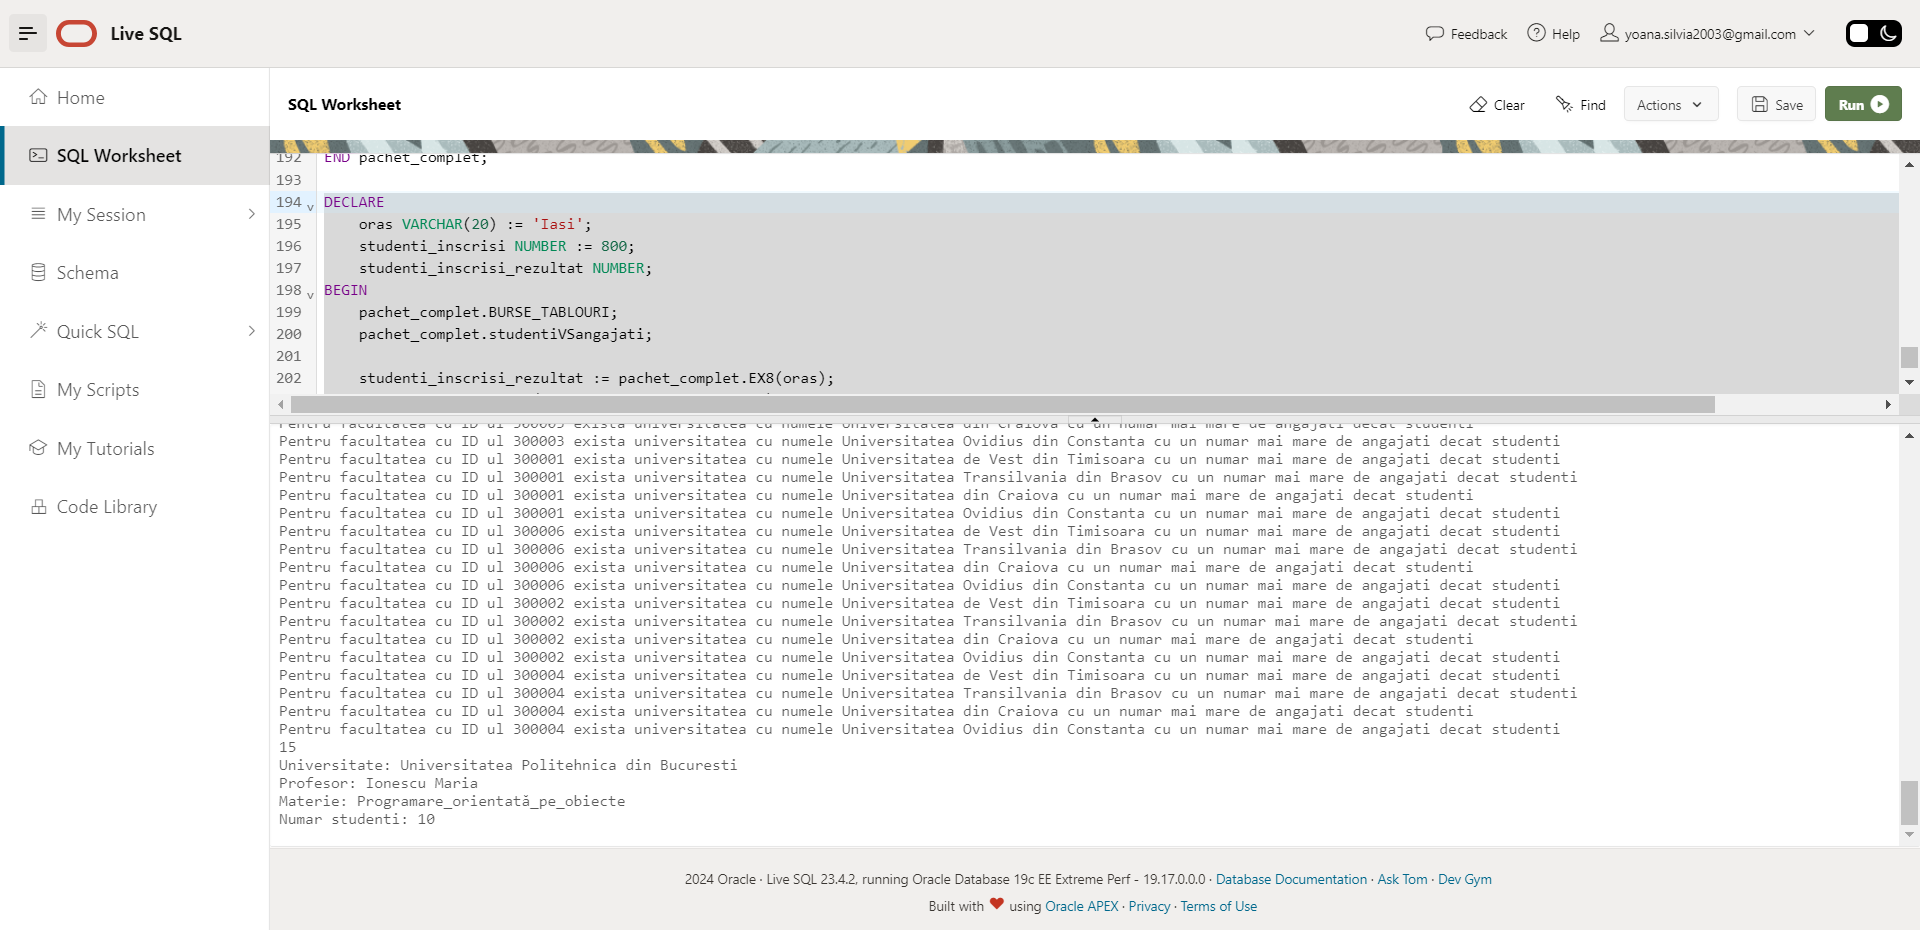 Live SQL
Feedback
Help
yoana.silvia2003@gmail.com
Home
SQL Worksheet
My Session
Schema
Quick SQL
My Scripts
My Tutorials
Code Library
SQL Worksheet
Clear
Find
Actions
Save
Run
192 END pachet_complet;
193
194 DECLARE
195 oras VARCHAR(20) := 'Iasi';
196 studenti_inscrisi NUMBER := 800;
197 studenti_inscrisi_rezultat NUMBER;
198 BEGIN
199 pachet_complet.BURSE_TABLOURI;
200 pachet_complet.studentiVSangajati;
201
202 studenti_inscrisi_rezultat := pachet_complet.EX8(oras);
Pentru facultatea cu ID ul 300003 exista universitatea cu numele Universitatea din Craiova cu un numar mai mare de angajati decat studenti
Pentru facultatea cu ID ul 300003 exista universitatea cu numele Universitatea Ovidius din Constanta cu un numar mai mare de angajati decat studenti
Pentru facultatea cu ID ul 300001 exista universitatea cu numele Universitatea de Vest din Timisoara cu un numar mai mare de angajati decat studenti
Pentru facultatea cu ID ul 300001 exista universitatea cu numele Universitatea Transilvania din Brasov cu un numar mai mare de angajati decat studenti
Pentru facultatea cu ID ul 300001 exista universitatea cu numele Universitatea din Craiova cu un numar mai mare de angajati decat studenti
Pentru facultatea cu ID ul 300001 exista universitatea cu numele Universitatea Ovidius din Constanta cu un numar mai mare de angajati decat studenti
Pentru facultatea cu ID ul 300006 exista universitatea cu numele Universitatea de Vest din Timisoara cu un numar mai mare de angajati decat studenti
Pentru facultatea cu ID ul 300006 exista universitatea cu numele Universitatea Transilvania din Brasov cu un numar mai mare de angajati decat studenti
Pentru facultatea cu ID ul 300006 exista universitatea cu numele Universitatea din Craiova cu un numar mai mare de angajati decat studenti
Pentru facultatea cu ID ul 300006 exista universitatea cu numele Universitatea Ovidius din Constanta cu un numar mai mare de angajati decat studenti
Pentru facultatea cu ID ul 300002 exista universitatea cu numele Universitatea de Vest din Timisoara cu un numar mai mare de angajati decat studenti
Pentru facultatea cu ID ul 300002 exista universitatea cu numele Universitatea Transilvania din Brasov cu un numar mai mare de angajati decat studenti
Pentru facultatea cu ID ul 300002 exista universitatea cu numele Universitatea din Craiova cu un numar mai mare de angajati decat studenti
Pentru facultatea cu ID ul 300002 exista universitatea cu numele Universitatea Ovidius din Constanta cu un numar mai mare de angajati decat studenti
Pentru facultatea cu ID ul 300004 exista universitatea cu numele Universitatea de Vest din Timisoara cu un numar mai mare de angajati decat studenti
Pentru facultatea cu ID ul 300004 exista universitatea cu numele Universitatea Transilvania din Brasov cu un numar mai mare de angajati decat studenti
Pentru facultatea cu ID ul 300004 exista universitatea cu numele Universitatea din Craiova cu un numar mai mare de angajati decat studenti
Pentru facultatea cu ID ul 300004 exista universitatea cu numele Universitatea Ovidius din Constanta cu un numar mai mare de angajati decat studenti
15
Universitate: Universitatea Politehnica din Bucuresti
Profesor: Ionescu Maria
Materie: Programare_orientată_pe_obiecte
Numar studenti: 10
2024 Oracle · Live SQL 23.4.2, running Oracle Database 19c EE Extreme Perf - 19.17.0.0.0 · Database Documentation · Ask Tom · Dev Gym
Built with ❤ using Oracle APEX · Privacy · Terms of Use